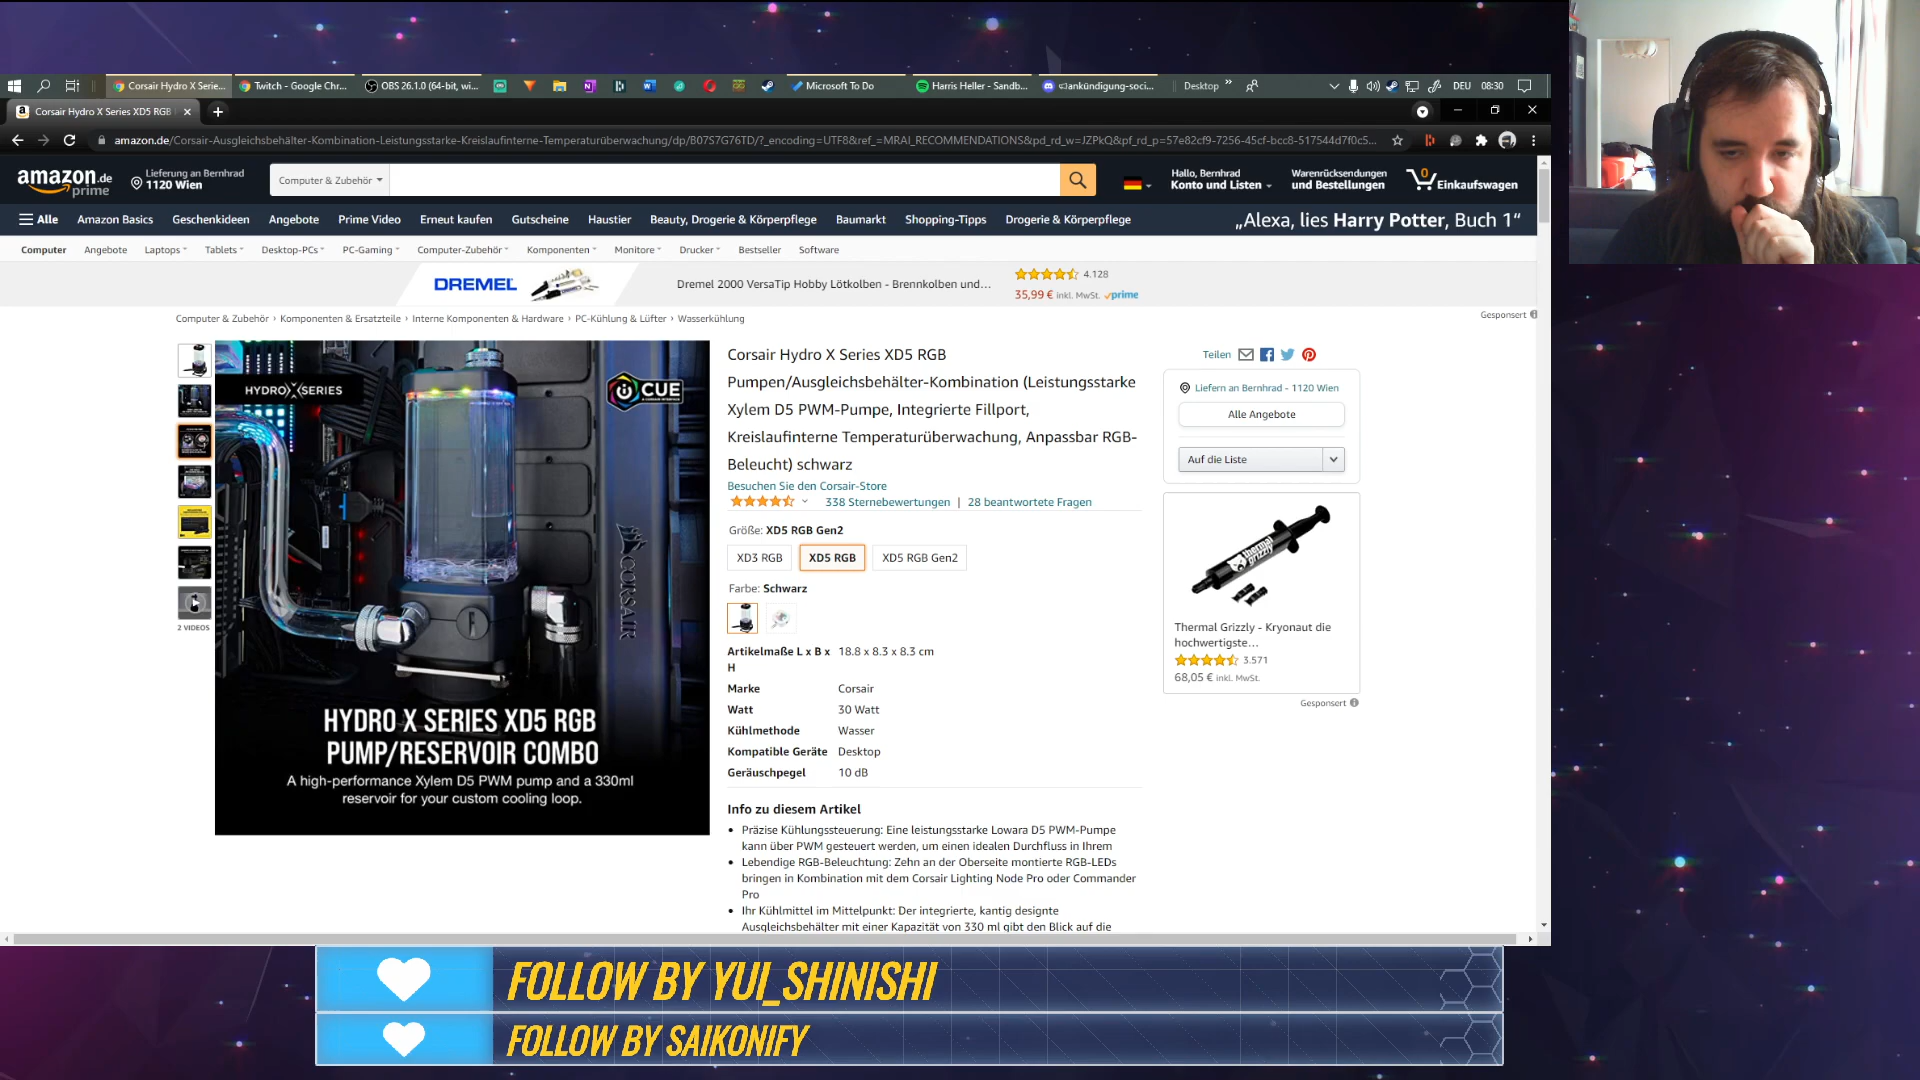 Corsair Hydro X Serie...
Twitch - Google Chr...
OBS 26.1.0 (64-bit, wi...
Microsoft To Do
Harris Heller - Sandb...
ankündigung-soci...
Desktop
DEU
08:30
Corsair Hydro X Series XD5 RGB
amazon.de/Corsair-Ausgleichsbehälter-Kombination-Leistungsstarke-Kreislaufinterne-Temperaturüberwachung/dp/B07S7G76TD/?_encoding=UTF8&ref_=MRAI_RECOMMENDATIONS&pd_rd_w=JZPkQ&pf_rd_p=57e82cf9-7256-45cf-bcc8-517544d7f0c5...
amazon.de
prime
Lieferung an Bernhrad
1120 Wien
Computer & Zubehör
Hallo, Bernhrad
Konto und Listen
Warenrücksendungen
und Bestellungen
0
Einkaufswagen
Alle
Amazon Basics
Geschenkideen
Angebote
Prime Video
Erneut kaufen
Gutscheine
Haustier
Beauty, Drogerie & Körperpflege
Baumarkt
Shopping-Tipps
Drogerie & Körperpflege
„Alexa, lies Harry Potter, Buch 1“
Computer
Angebote
Laptops
Tablets
Desktop-PCs
PC-Gaming
Computer-Zubehör
Komponenten
Monitore
Drucker
Bestseller
Software
DREMEL
Dremel 2000 VersaTip Hobby Lötkolben - Brennkolben und...
4.128
35,99 € inkl. MwSt. prime
Gesponsert
Computer & Zubehör › Komponenten & Ersatzteile › Interne Komponenten & Hardware › PC-Kühlung & Lüfter › Wasserkühlung
2 VIDEOS
HYDRO X SERIES
iCUE
CORSAIR
HYDRO X SERIES XD5 RGB
PUMP/RESERVOIR COMBO
A high-performance Xylem D5 PWM pump and a 330ml
reservoir for your custom cooling loop.
Corsair Hydro X Series XD5 RGB
Pumpen/Ausgleichsbehälter-Kombination (Leistungsstarke
Xylem D5 PWM-Pumpe, Integrierte Fillport,
Kreislaufinterne Temperaturüberwachung, Anpassbar RGB-
Beleucht) schwarz
Besuchen Sie den Corsair-Store
338 Sternebewertungen | 28 beantwortete Fragen
Größe: XD5 RGB Gen2
XD3 RGB
XD5 RGB
XD5 RGB Gen2
Farbe: Schwarz
Artikelmaße L x B x 18.8 x 8.3 x 8.3 cm
H
Marke Corsair
Watt 30 Watt
Kühlmethode Wasser
Kompatible Geräte Desktop
Geräuschpegel 10 dB
Info zu diesem Artikel
• Präzise Kühlungssteuerung: Eine leistungsstarke Lowara D5 PWM-Pumpe
kann über PWM gesteuert werden, um einen idealen Durchfluss in Ihrem
• Lebendige RGB-Beleuchtung: Zehn an der Oberseite montierte RGB-LEDs
bringen in Kombination mit dem Corsair Lighting Node Pro oder Commander
Pro
• Ihr Kühlmittel im Mittelpunkt: Der integrierte, kantig designte
Ausgleichsbehälter mit einer Kapazität von 330 ml gibt den Blick auf die
Teilen
Liefern an Bernhrad - 1120 Wien
Alle Angebote
Auf die Liste
thermal grizzly
Thermal Grizzly - Kryonaut die
hochwertigste...
3.571
68,05 € inkl. MwSt.
Gesponsert
FOLLOW BY YUI_SHINISHI
FOLLOW BY SAIKONIFY